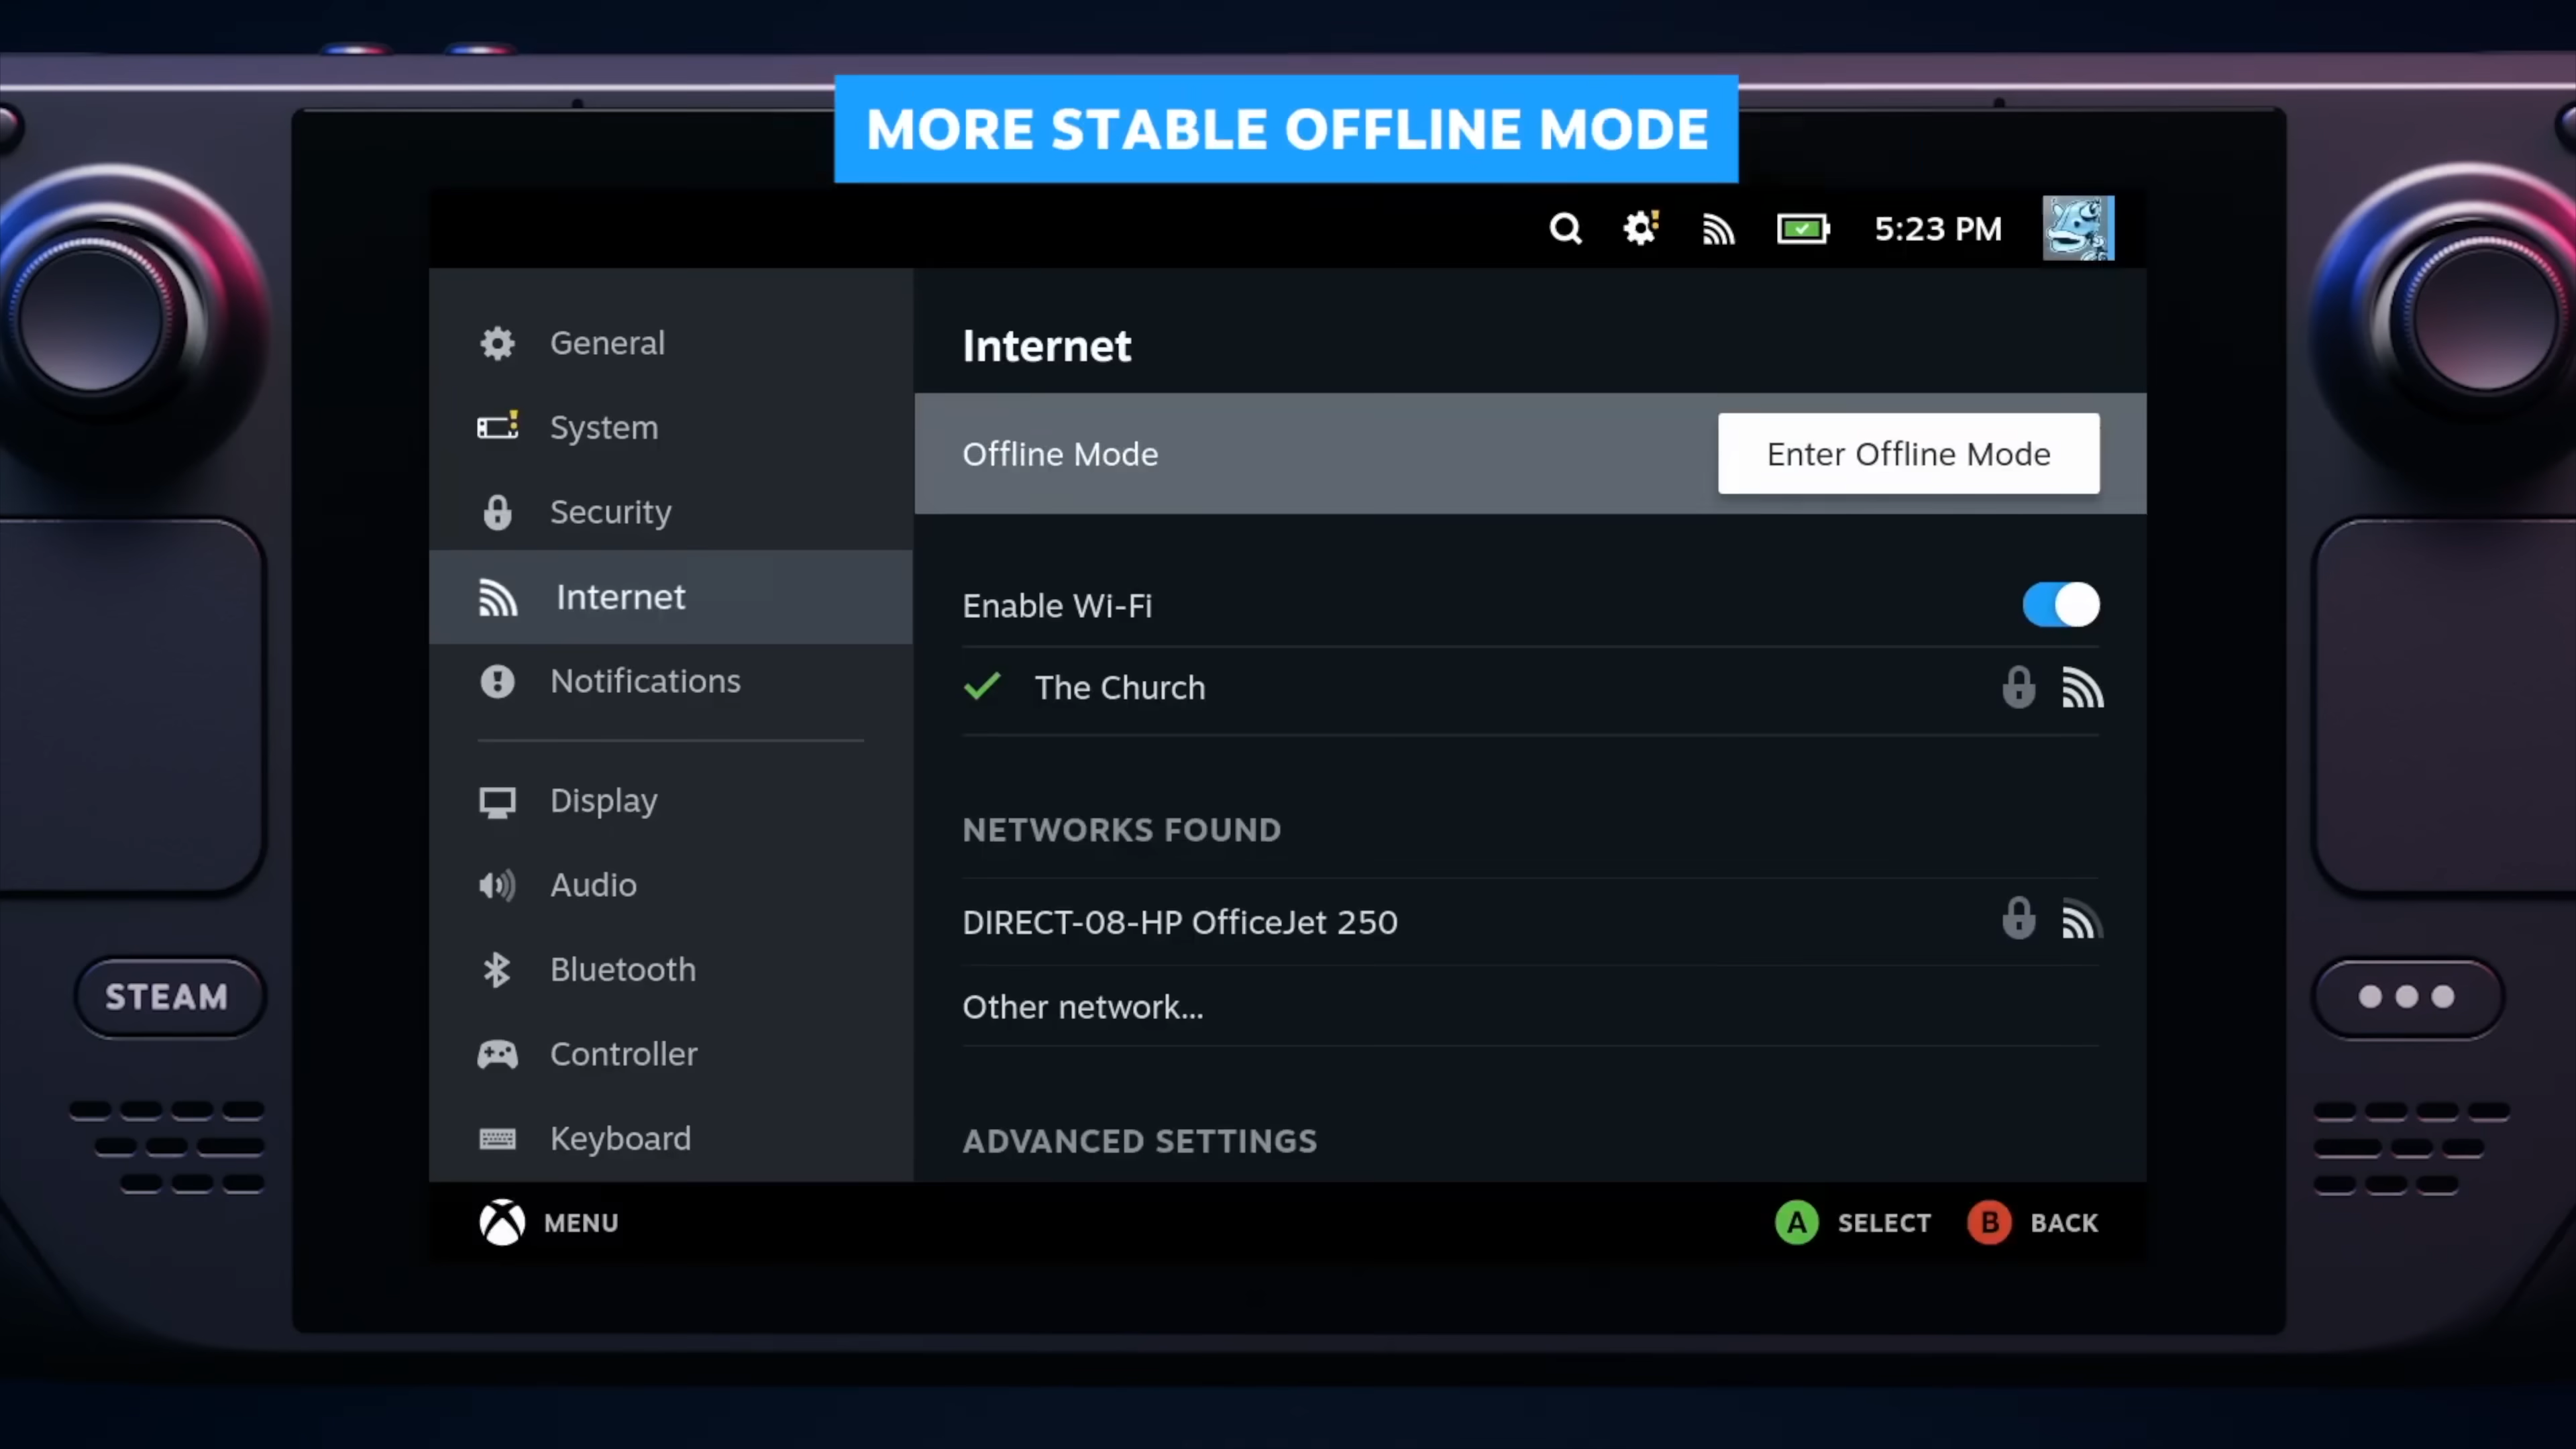 MORE STABLE OFFLINE MODE
5:23 PM
General
System
Security
Internet
Notifications
Display
Audio
Bluetooth
Controller
Keyboard
Internet
Offline Mode
Enter Offline Mode
Enable Wi-Fi
The Church
NETWORKS FOUND
DIRECT-08-HP OfficeJet 250
Other network...
ADVANCED SETTINGS
STEAM
MENU
A SELECT B BACK